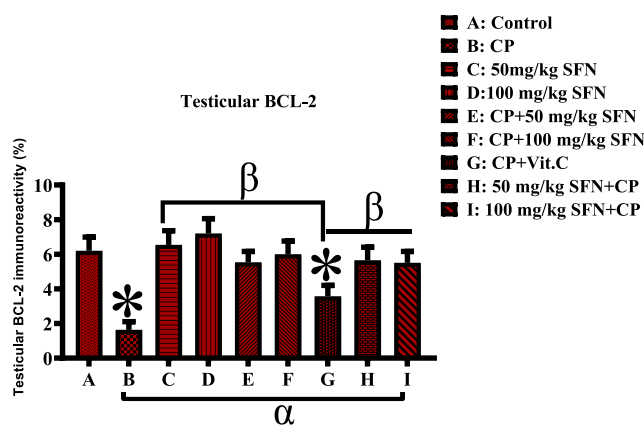 A: Control
B: CP
C: 50mg/kg SFN
D:100 mg/kg SFN
E: CP+50 mg/kg SFN
F: CP+100 mg/kg SFN
G: CP+Vit.C
H: 50 mg/kg SFN+CP
I: 100 mg/kg SFN+CP
Testicular BCL-2
Testicular BCL-2 immunoreactivity (%)
10
8
6
4
2
0
β
β
*
*
A B C D E F G H I
α